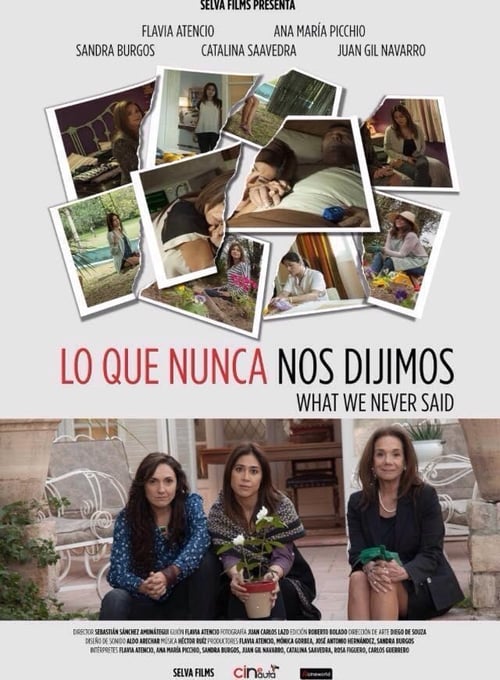 SELVA FILMS PRESENTA
FLAVIA ATENCIO ANA MARÍA PICCHIO
SANDRA BURGOS CATALINA SAAVEDRA JUAN GIL NAVARRO
LO QUE NUNCA NOS DIJIMOS
WHAT WE NEVER SAID
DIRECTOR SEBASTIÁN SÁNCHEZ AMUNÁTEGUI GUIÓN FLAVIA ATENCIO FOTOGRAFÍA JUAN CARLOS LAZO EDICIÓN ROBERTO BOLADO DIRECCIÓN DE ARTE DIEGO DE SOUZA
DISEÑO DE SONIDO ALDO ARECHAR MÚSICA HÉCTOR RUÍZ PRODUCTORES FLAVIA ATENCIO, MÓNICA GORBEA, JOSÉ ANTONIO HERNÁNDEZ, SANDRA BURGOS
INTÉRPRETES FLAVIA ATENCIO, ANA MARÍA PICCHIO, SANDRA BURGOS, JUAN GIL NAVARRO, CATALINA SAAVEDRA, ROSA FIGUERO, CARLOS GUERRERO
SELVA FILMS cinenauta cineworld